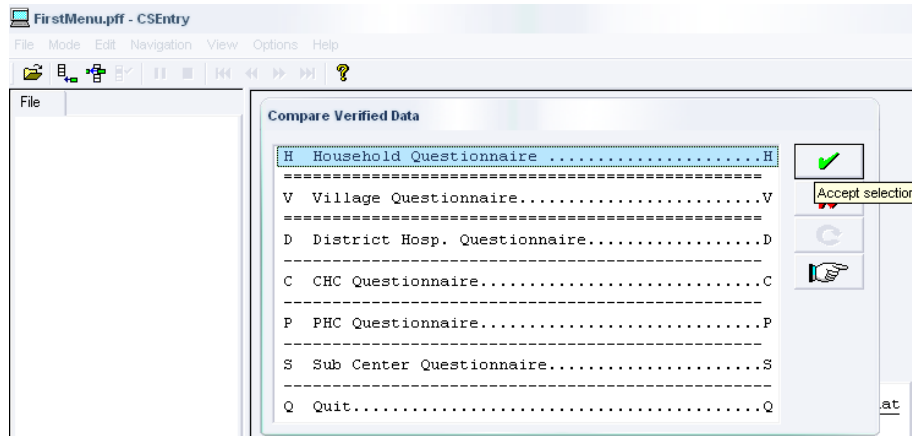 FirstMenu.pff - CSEntry
File Mode Edit Navigation View Options Help
File
Compare Verified Data
H Household Questionnaire ......................H
=================================================
V Village Questionnaire.........................V
=================================================
D District Hosp. Questionnaire..................D
-------------------------------------------------
C CHC Questionnaire.............................C
-------------------------------------------------
P PHC Questionnaire.............................P
-------------------------------------------------
S Sub Center Questionnaire......................S
--------------------------------------------------
Q Quit..........................................Q
Accept selection
at